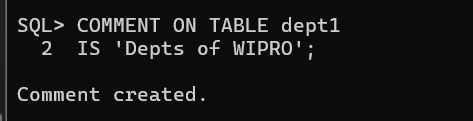 SQL> COMMENT ON TABLE dept1
  2  IS 'Depts of WIPRO';
Comment created.